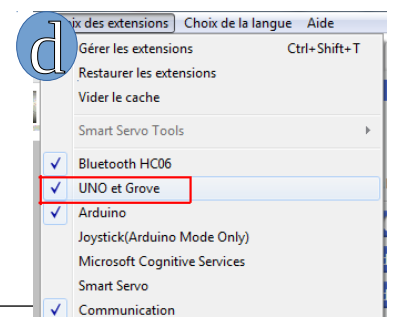 d
ix des extensions Choix de la langue Aide
Gérer les extensions Ctrl+Shift+T
Restaurer les extensions
Vider le cache
Smart Servo Tools
Bluetooth HC06
UNO et Grove
Arduino
Joystick(Arduino Mode Only)
Microsoft Cognitive Services
Smart Servo
Communication